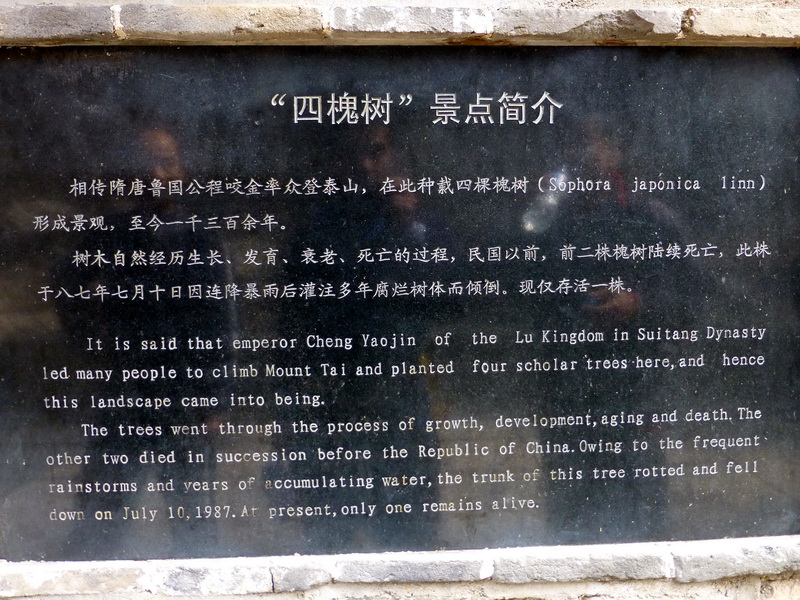 “四槐树”景点简介
相传隋唐鲁国公程咬金率众登泰山，在此种栽四棵槐树（Sophora japonica linn）
形成景观，至今一千三百余年。
树木自然经历生长、发育、衰老、死亡的过程，民国以前，前二株槐树陆续死亡，此株
于八七年七月十日因连降暴雨后灌注多年腐烂树体而倾倒。现仅存活一株。
It is said that emperor Cheng Yaojin of the Lu Kingdom in Suitang Dynasty
led many people to climb Mount Tai and planted four scholar trees here, and hence
this landscape came into being.
The trees went through the process of growth, development, aging and death. The
other two died in succession before the Republic of China. Owing to the frequent
rainstorms and years of accumulating water, the trunk of this tree rotted and fell
down on July 10, 1987. At present, only one remains alive.